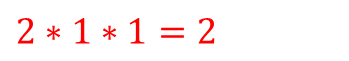 2 ∗ 1 ∗ 1 = 2